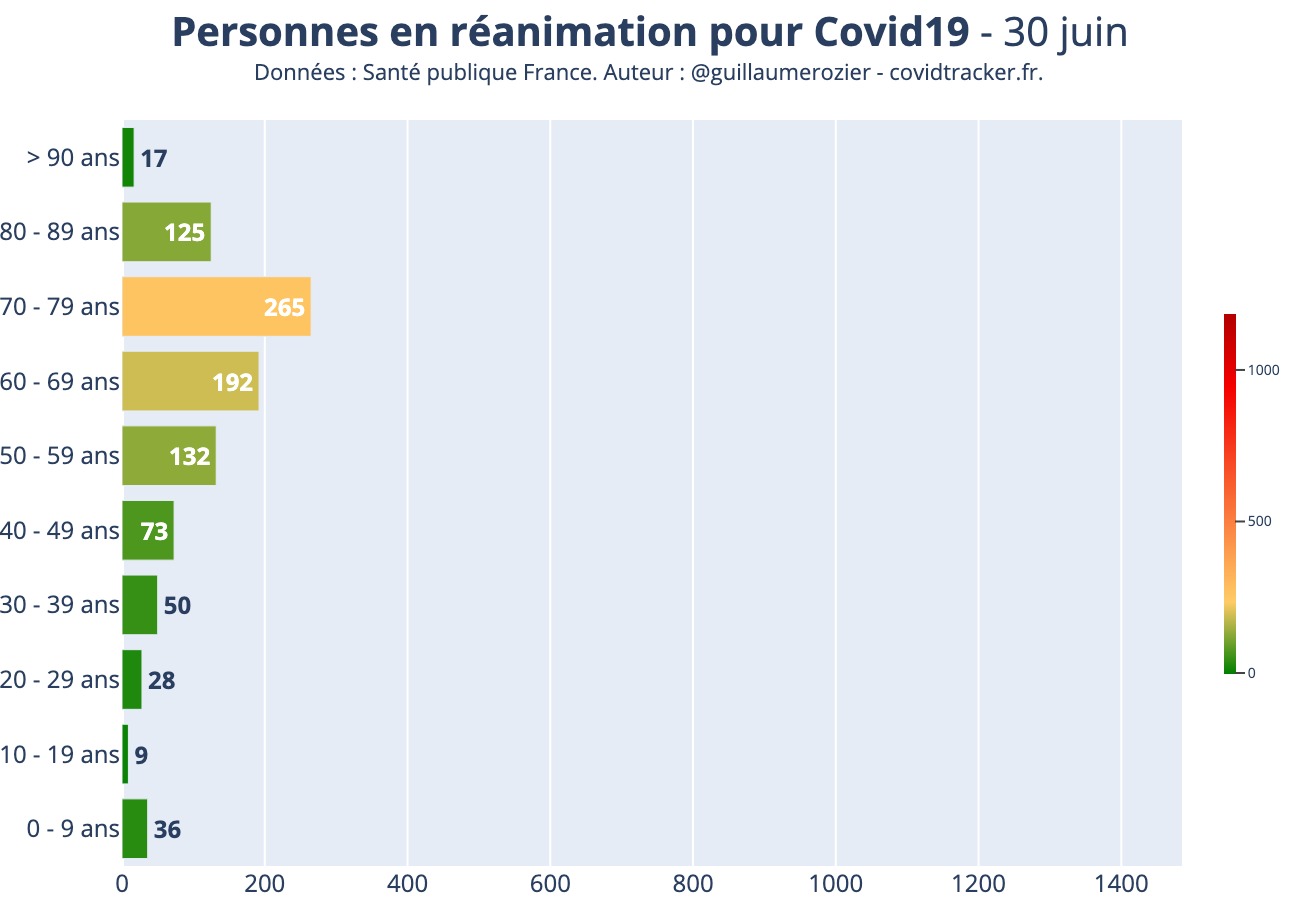 Personnes en réanimation pour Covid19 - 30 juin
Données : Santé publique France. Auteur : @guillaumerozier - covidtracker.fr.
> 90 ans 17
80 - 89 ans 125
70 - 79 ans 265
60 - 69 ans 192
50 - 59 ans 132
40 - 49 ans 73
30 - 39 ans 50
20 - 29 ans 28
10 - 19 ans 9
0 - 9 ans 36
0 200 400 600 800 1000 1200 1400
1000
500
0